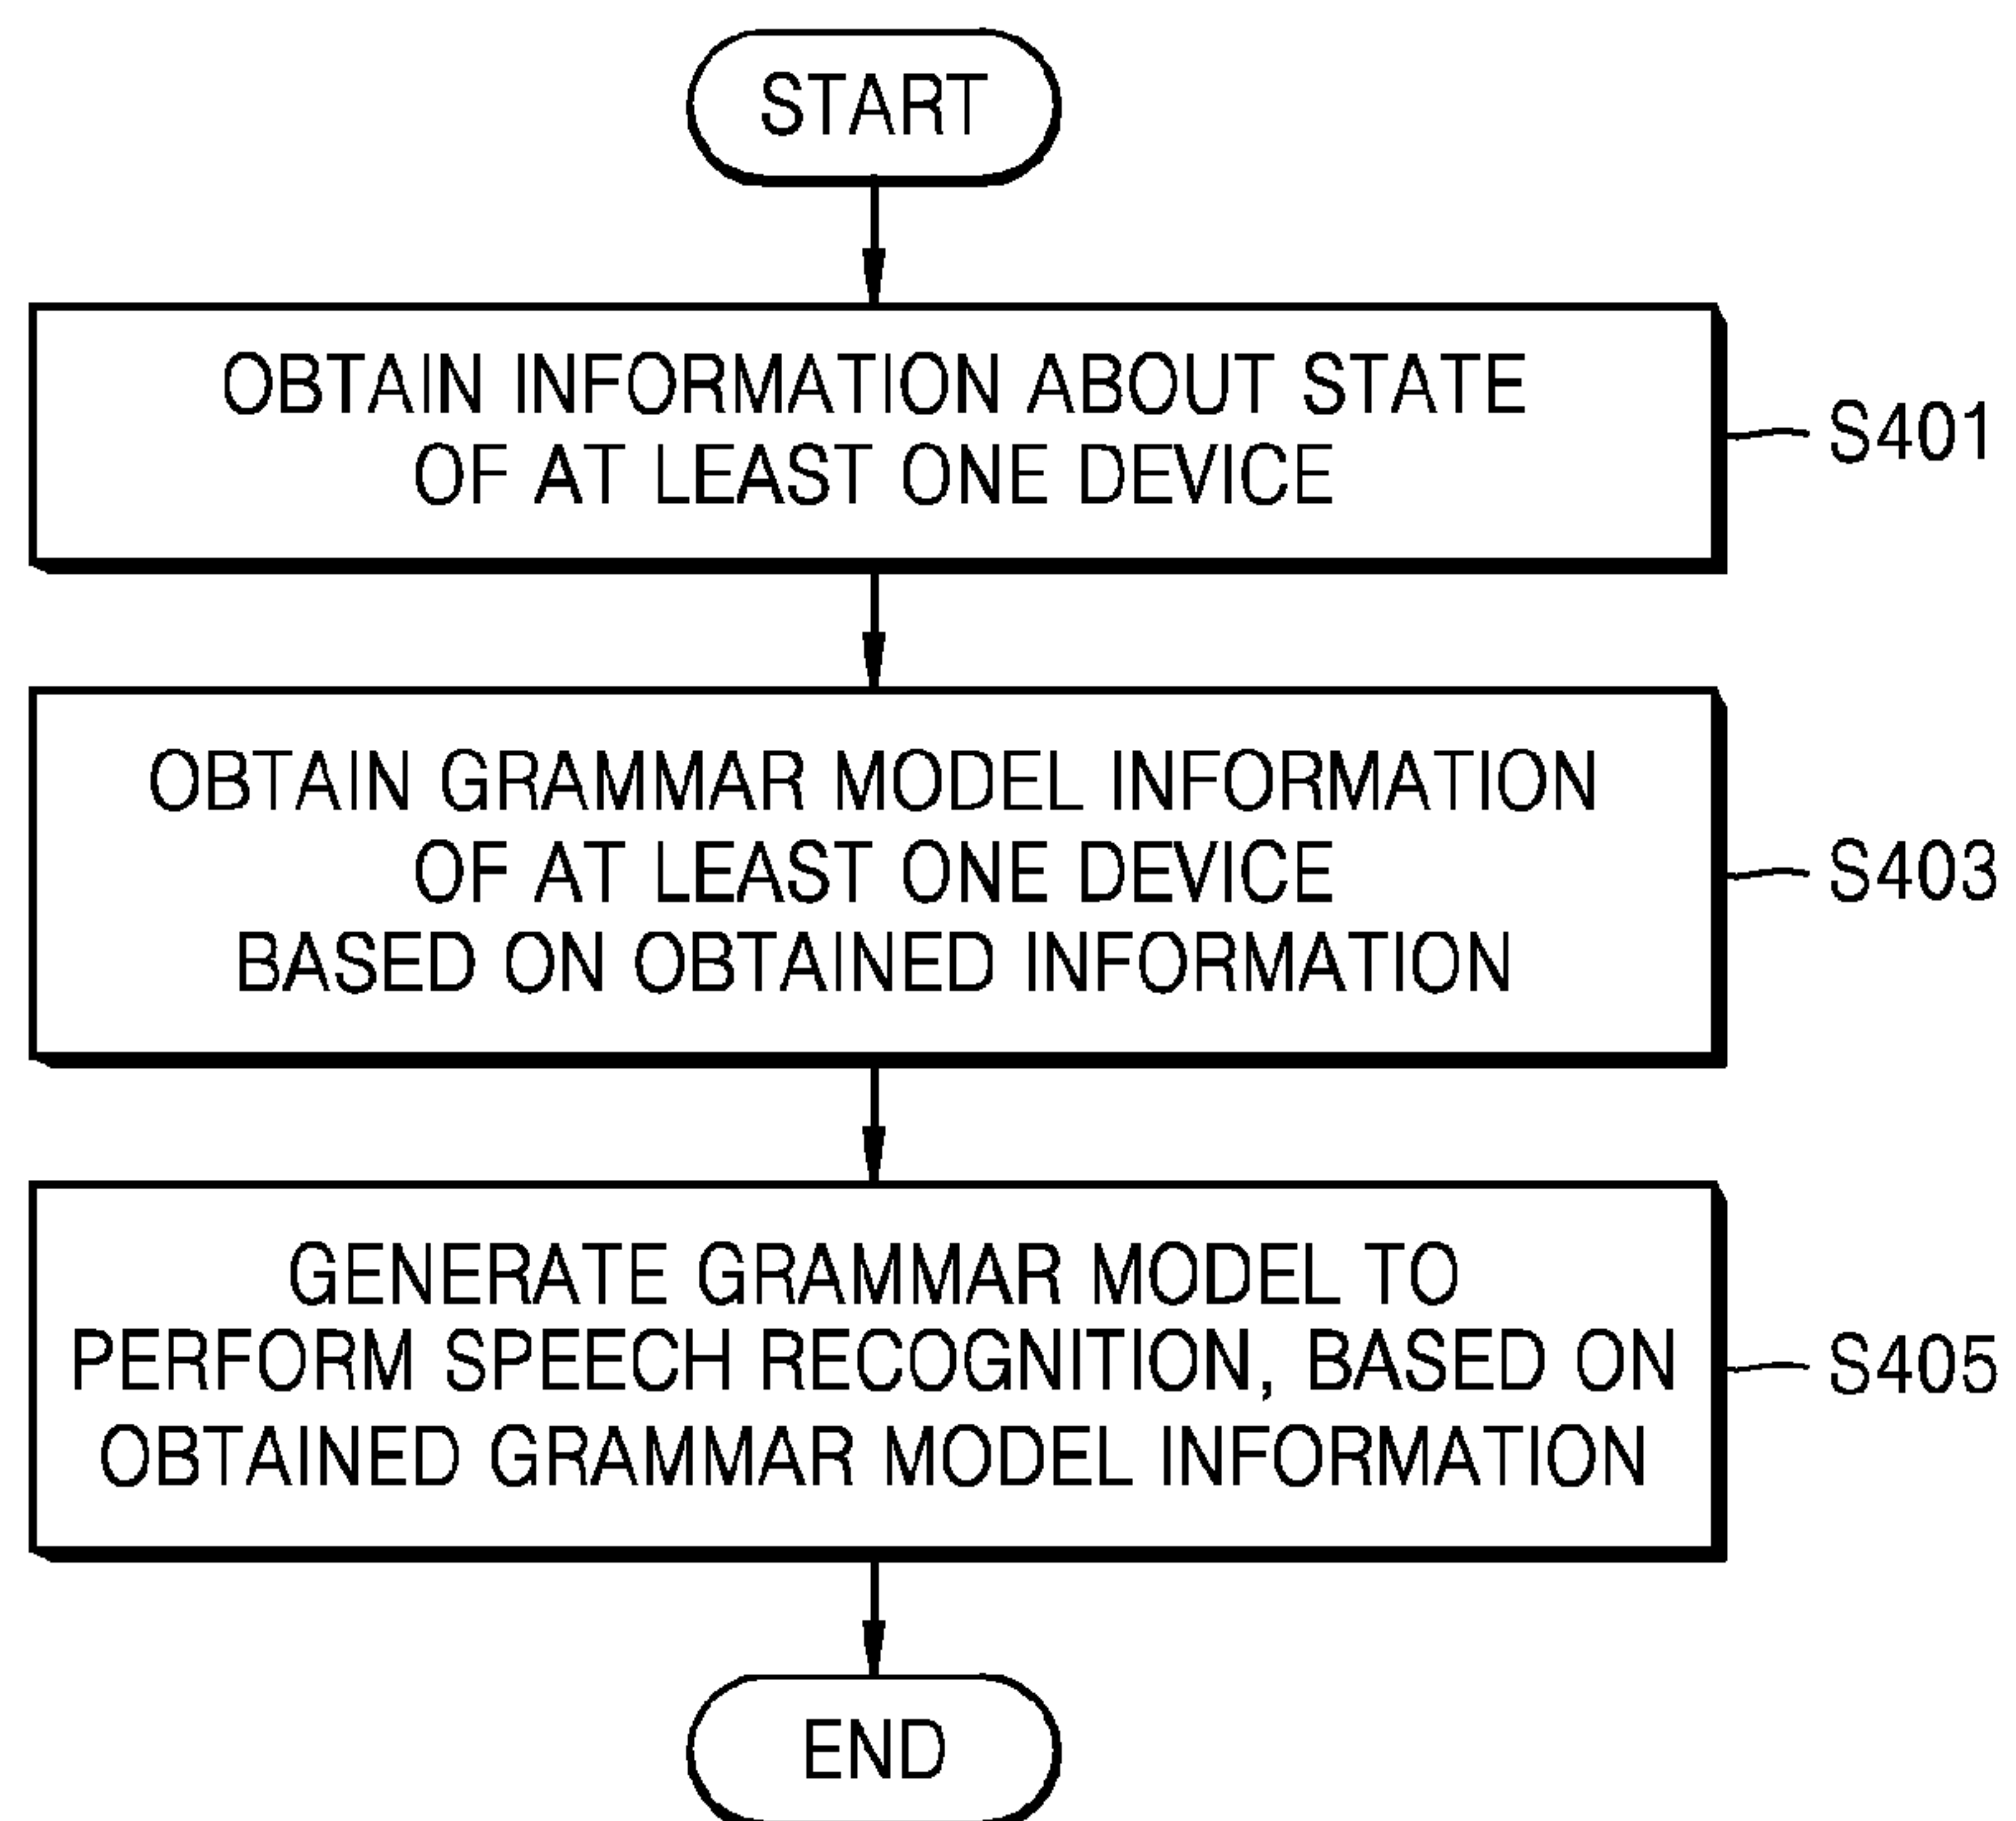 START
OBTAIN INFORMATION ABOUT STATE
OF AT LEAST ONE DEVICE
S401
OBTAIN GRAMMAR MODEL INFORMATION
OF AT LEAST ONE DEVICE
BASED ON OBTAINED INFORMATION
S403
GENERATE GRAMMAR MODEL TO
PERFORM SPEECH RECOGNITION, BASED ON
OBTAINED GRAMMAR MODEL INFORMATION
S405
END